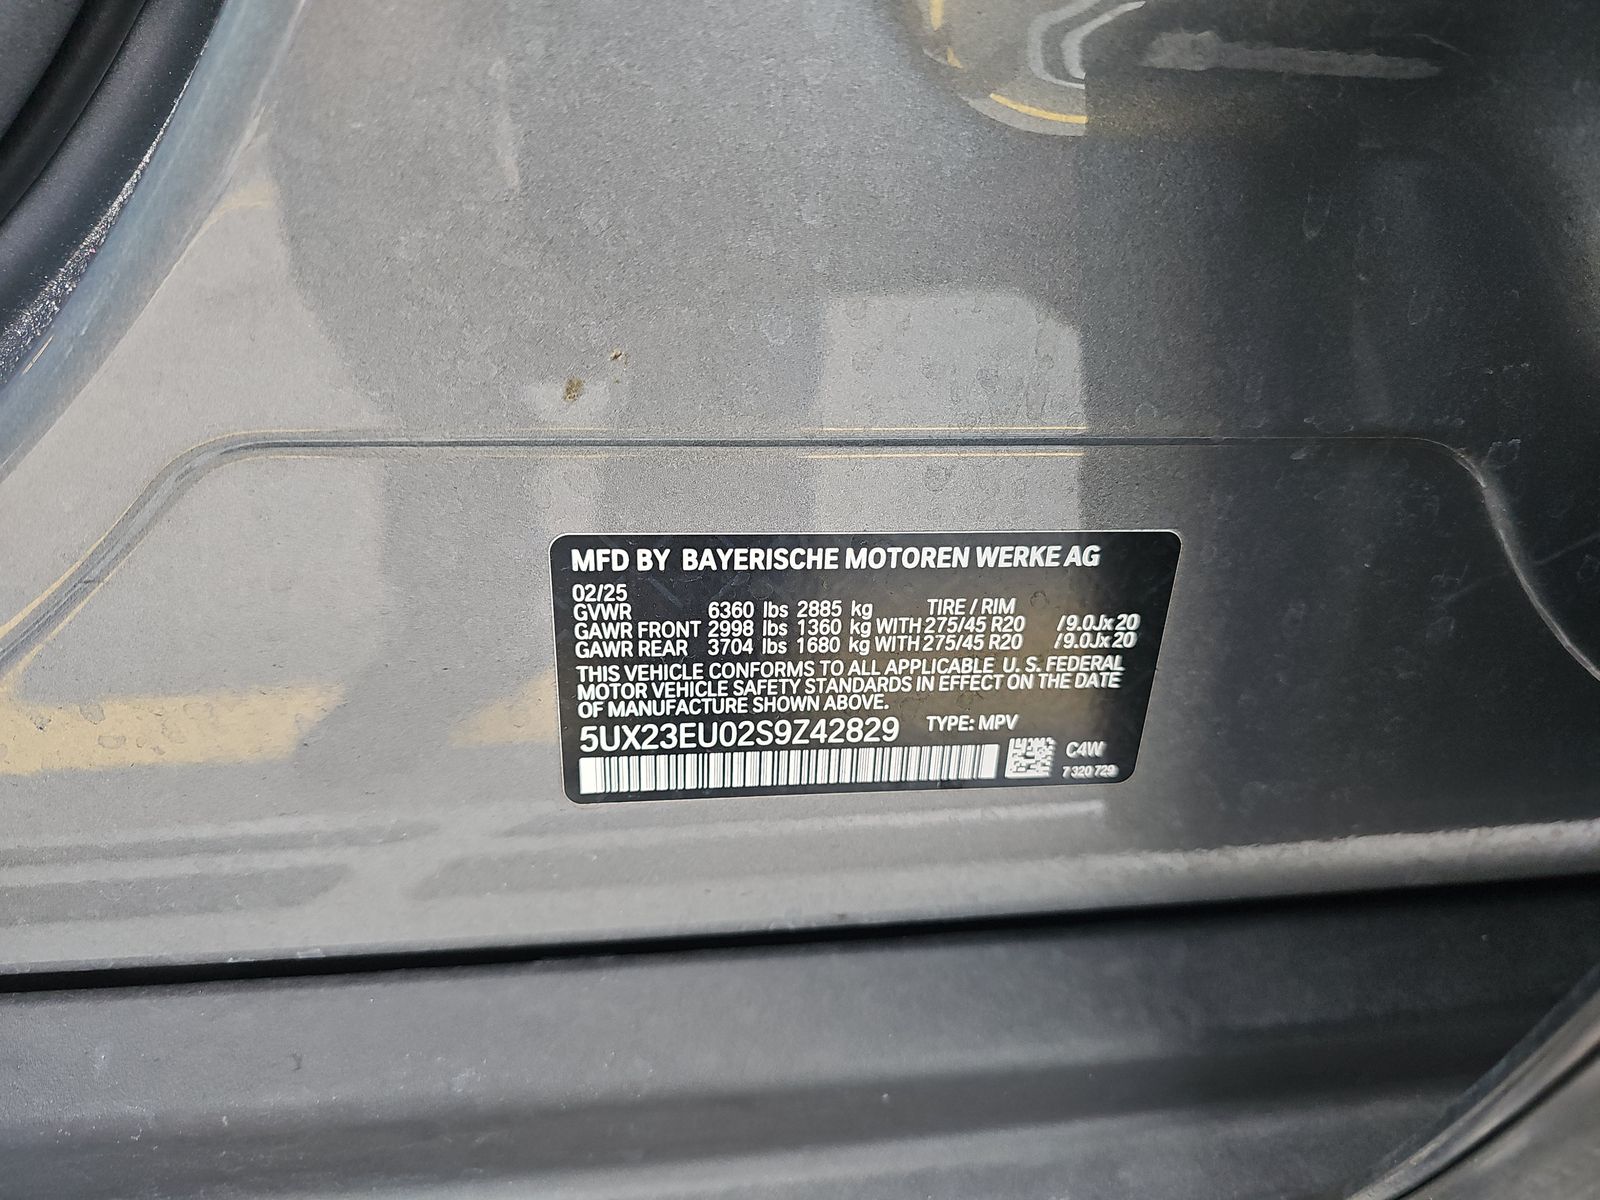 MFD BY BAYERISCHE MOTOREN WERKE AG
02/25
GVWR 6360 lbs 2885 kg TIRE / RIM
GAWR FRONT 2998 lbs 1360 kg WITH 275/45 R20 /9.0Jx20
GAWR REAR 3704 lbs 1680 kg WITH 275/45 R20 /9.0Jx20
THIS VEHICLE CONFORMS TO ALL APPLICABLE U. S. FEDERAL
MOTOR VEHICLE SAFETY STANDARDS IN EFFECT ON THE DATE
OF MANUFACTURE SHOWN ABOVE.
5UX23EU02S9Z42829 TYPE: MPV
C4W
7 320 729